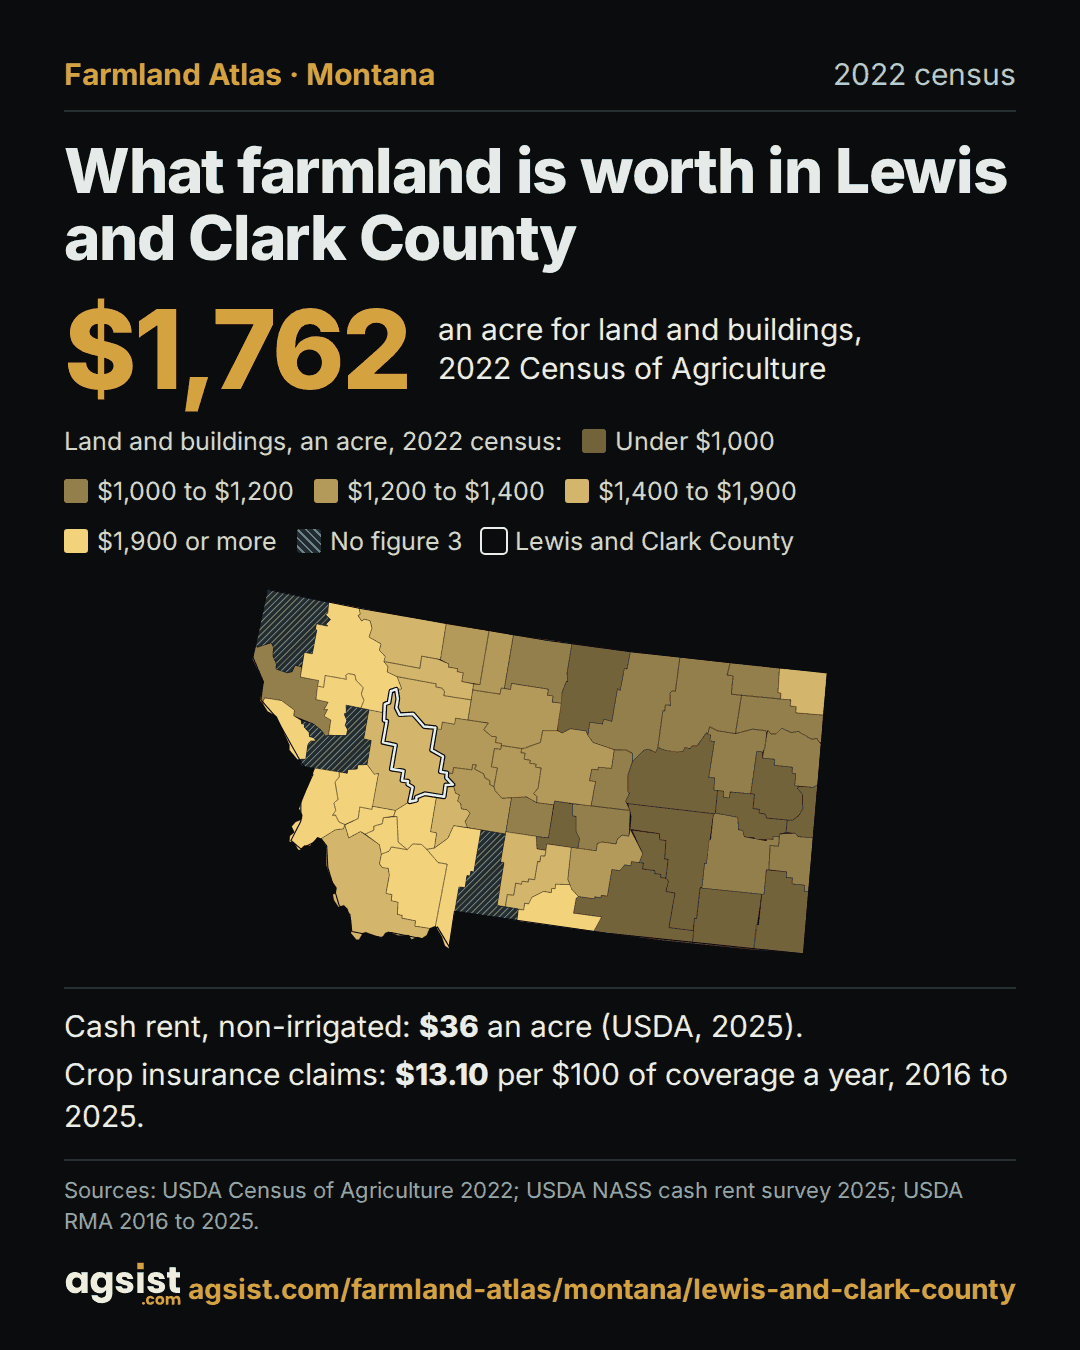 Farmland Atlas · Montana
2022 census
What farmland is worth in Lewis
and Clark County
$1,762
an acre for land and buildings,
2022 Census of Agriculture
Land and buildings, an acre, 2022 census: Under $1,000
$1,000 to $1,200 $1,200 to $1,400 $1,400 to $1,900
$1,900 or more No figure 3 Lewis and Clark County
Cash rent, non-irrigated: $36 an acre (USDA, 2025).
Crop insurance claims: $13.10 per $100 of coverage a year, 2016 to
2025.
Sources: USDA Census of Agriculture 2022; USDA NASS cash rent survey 2025; USDA
RMA 2016 to 2025.
agsist.com
agsist.com/farmland-atlas/montana/lewis-and-clark-county